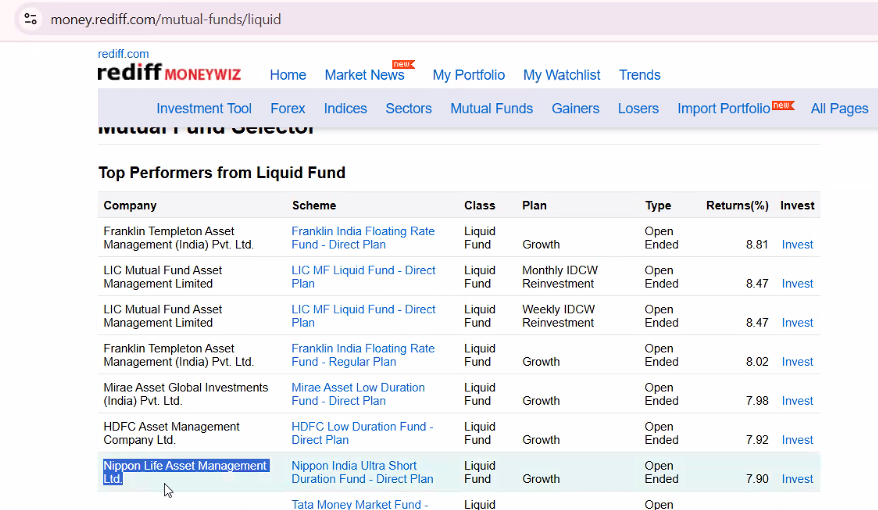 money.rediff.com/mutual-funds/liquid
rediff.com
rediff MONEYWIZ
Home Market News new My Portfolio My Watchlist Trends
Investment Tool Forex Indices Sectors Mutual Funds Gainers Losers Import Portfolio new All Pages
Mutual Fund Selector
Top Performers from Liquid Fund
Company Scheme Class Plan Type Returns(%) Invest
Franklin Templeton Asset Franklin India Floating Rate Liquid Open
Management (India) Pvt. Ltd. Fund - Direct Plan Fund Growth Ended 8.81 Invest
LIC Mutual Fund Asset LIC MF Liquid Fund - Direct Liquid Monthly IDCW Open
Management Limited Plan Fund Reinvestment Ended 8.47 Invest
LIC Mutual Fund Asset LIC MF Liquid Fund - Direct Liquid Weekly IDCW Open
Management Limited Plan Fund Reinvestment Ended 8.47 Invest
Franklin Templeton Asset Franklin India Floating Rate Liquid Open
Management (India) Pvt. Ltd. Fund - Regular Plan Fund Growth Ended 8.02 Invest
Mirae Asset Global Investments Mirae Asset Low Duration Liquid Open
(India) Pvt. Ltd. Fund - Direct Plan Fund Growth Ended 7.98 Invest
HDFC Asset Management HDFC Low Duration Fund - Liquid Open
Company Ltd. Direct Plan Fund Growth Ended 7.92 Invest
Nippon Life Asset Management Nippon India Ultra Short Liquid Open
Ltd. Duration Fund - Direct Plan Fund Growth Ended 7.90 Invest
Tata Money Market Fund - Liquid Open